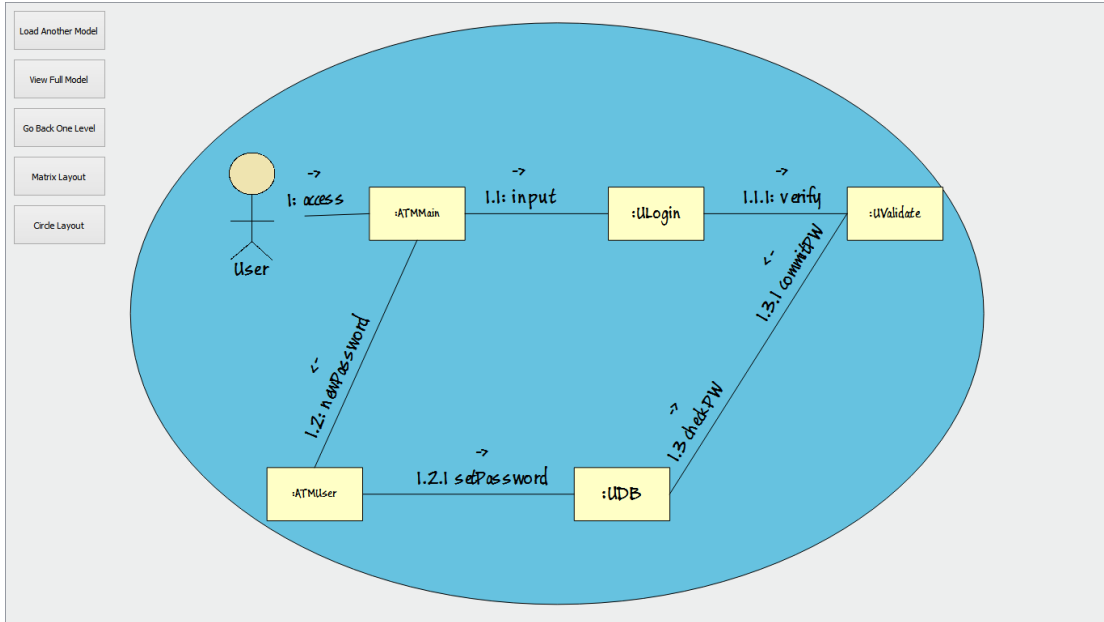 Load Another Model
View Full Model
Go Back One Level
Matrix Layout
Circle Layout
->
1: access
User
:ATMMain
->
1.1: input
:ULogin
->
1.1.1: verify
:UValidate
<-
1.2: newPassword
<-
1.3.1 commitPW
->
1.3 checkPW
:ATMUser
->
1.2.1 setPassword
:UDB